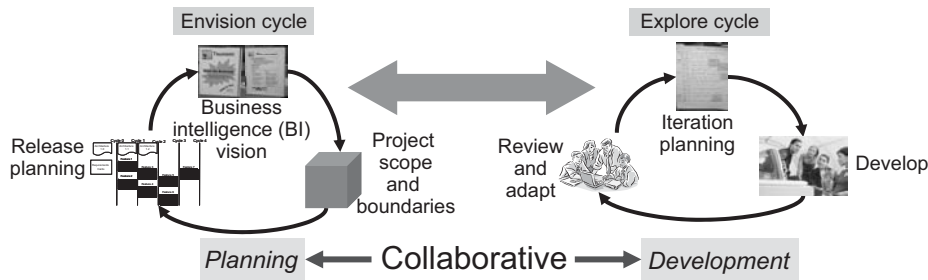 Envision cycle
Explore cycle
Business
intelligence (BI)
vision
Release
planning
Project
scope
and
boundaries
Iteration
planning
Review
and
adapt
Develop
Planning
Collaborative
Development